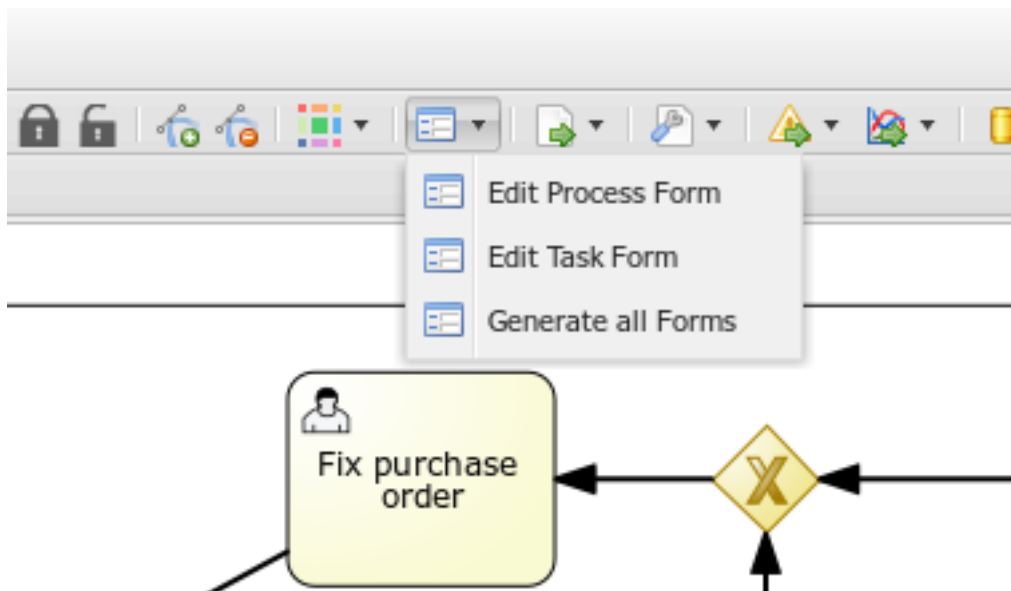 Edit Process Form
Edit Task Form
Generate all Forms
Fix purchase
order